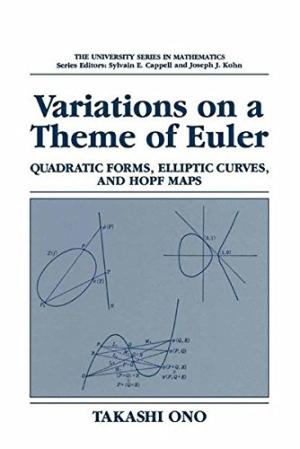 THE UNIVERSITY SERIES IN MATHEMATICS
Series Editors: Sylvain E. Cappell and Joseph J. Kohn
Variations on a
Theme of Euler
QUADRATIC FORMS, ELLIPTIC CURVES,
AND HOPF MAPS
TAKASHI ONO